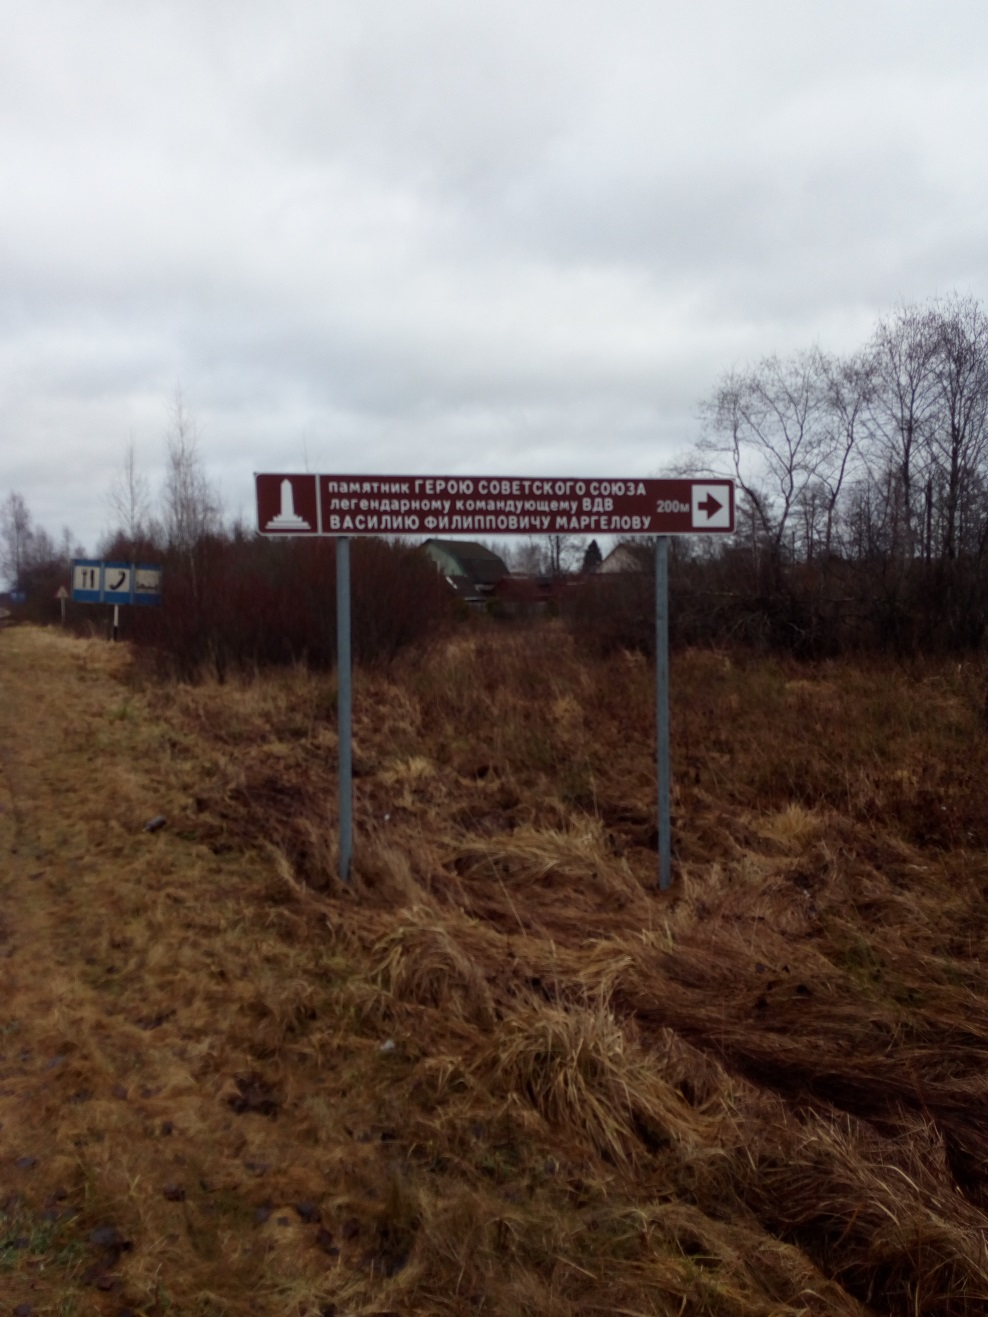 памятник ГЕРОЮ СОВЕТСКОГО СОЮЗА
легендарному командующему ВДВ
ВАСИЛИЮ ФИЛИППОВИЧУ МАРГЕЛОВУ
200м